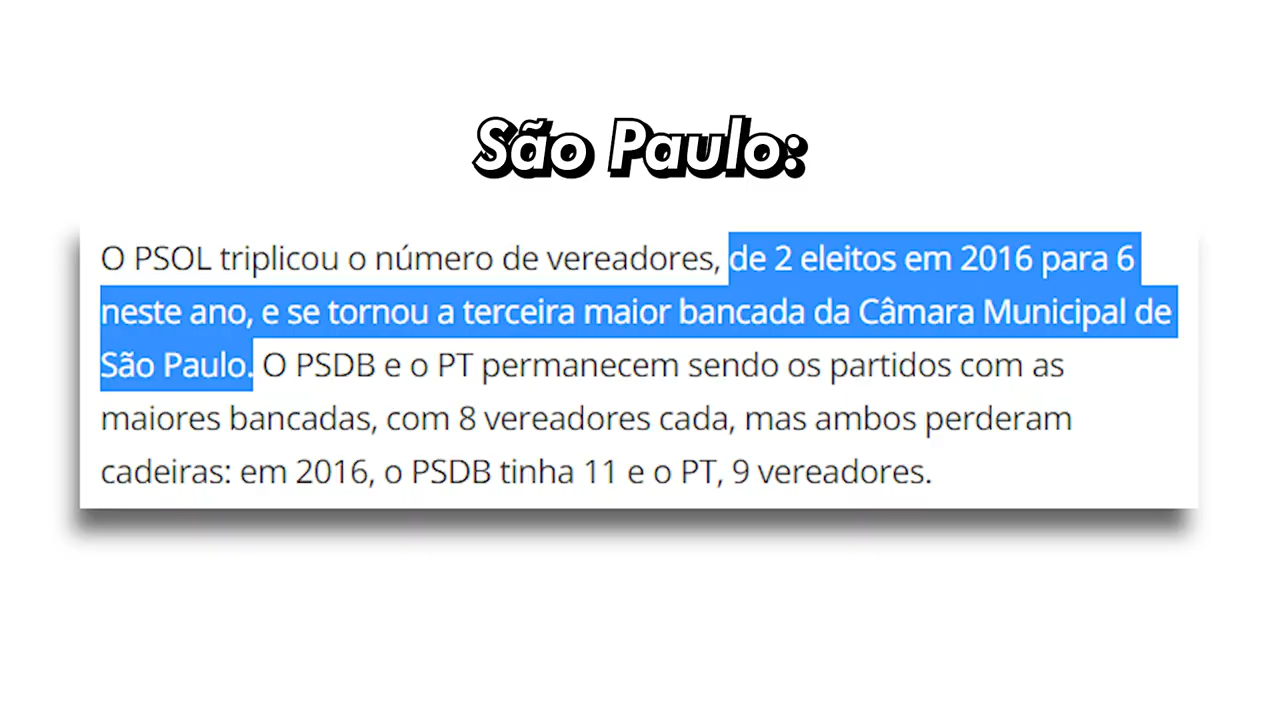 São Paulo:
O PSOL triplicou o número de vereadores, de 2 eleitos em 2016 para 6
neste ano, e se tornou a terceira maior bancada da Câmara Municipal de
São Paulo. O PSDB e o PT permanecem sendo os partidos com as
maiores bancadas, com 8 vereadores cada, mas ambos perderam
cadeiras: em 2016, o PSDB tinha 11 e o PT, 9 vereadores.